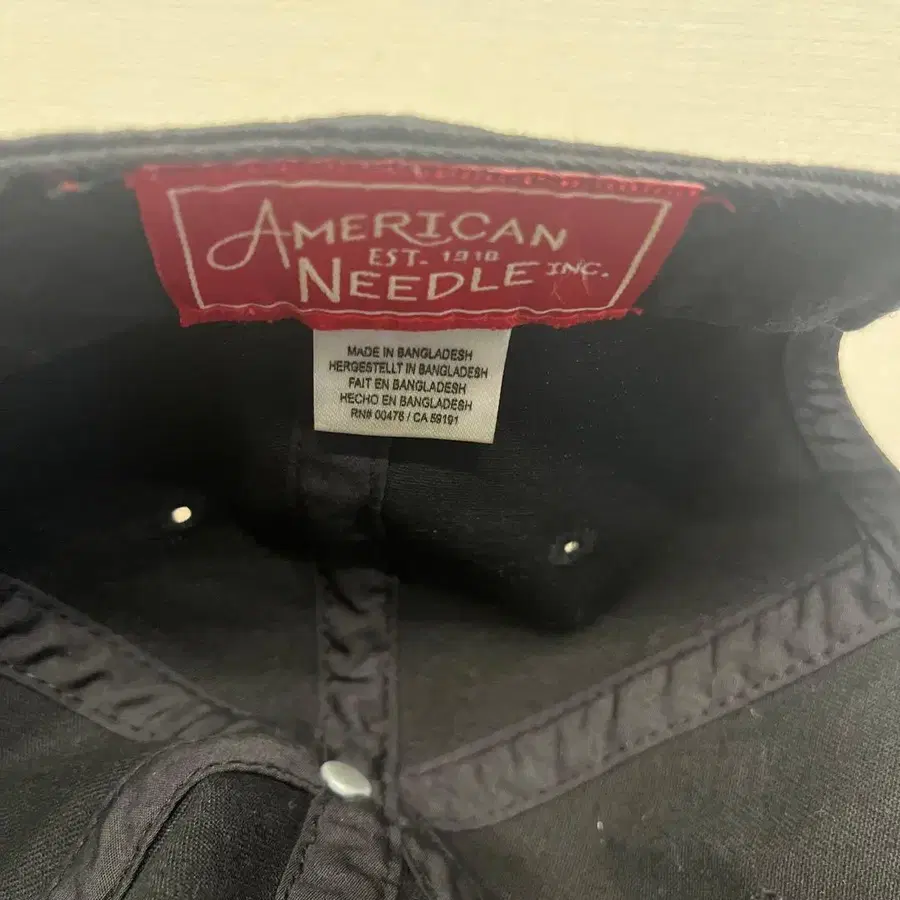 AMERICAN
EST. 1918
NEEDLE INC.
MADE IN BANGLADESH
HERGESTELLT IN BANGLADESH
FAIT EN BANGLADESH
HECHO EN BANGLADESH
RN# 00476 / CA 59191